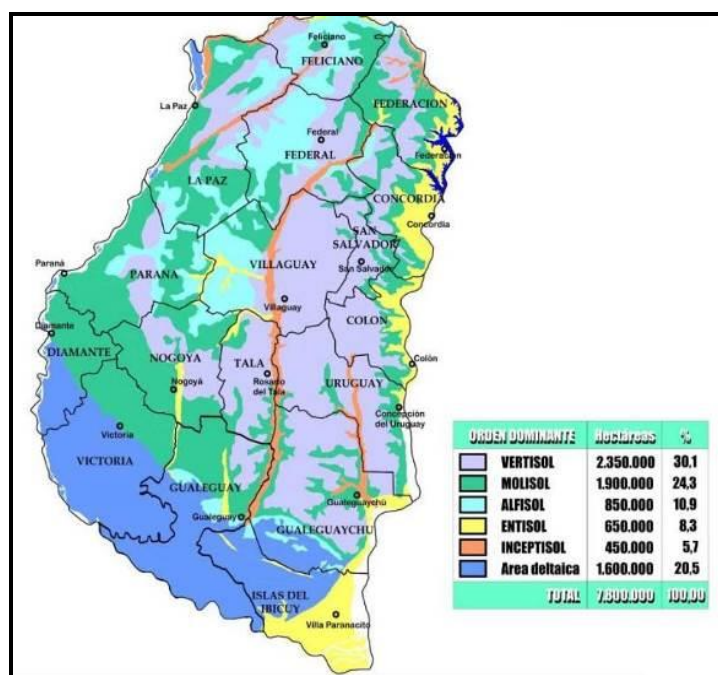 Feliciano
FELICIANO
La Paz
FEDERACION
Federal
FEDERAL
Federación
LA PAZ
CONCORDIA
Concordia
SAN
SALVADOR
San Salvador
Paraná
PARANA
VILLAGUAY
Villaguay
COLON
Diamante
DIAMANTE
NOGOYA
Nogoyá
TALA
Rosario
del Tala
URUGUAY
Colón
Concepción
del Uruguay
Victoria
VICTORIA
GUALEGUAY
Gualeguay
Gualeguaychú
GUALEGUAYCHU
ISLAS DEL
IBICUY
Villa Paranacito
ORDEN DOMINANTE Hectáreas %
VERTISOL 2.350.000 30,1
MOLISOL 1.900.000 24,3
ALFISOL 850.000 10,9
ENTISOL 650.000 8,3
INCEPTISOL 450.000 5,7
Area deltaica 1.600.000 20,5
TOTAL 7.800.000 100,00